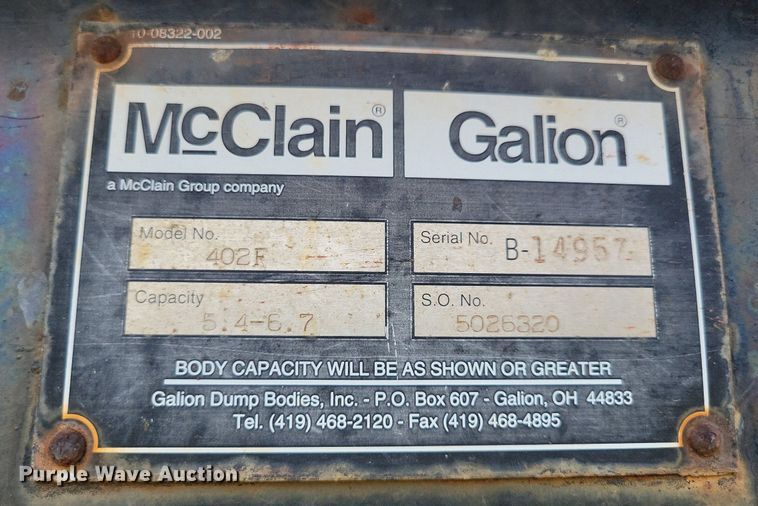 10-08322-002
McClain® Galion®
a McClain Group company
Model No. 402F
Serial No. B-14957
Capacity 5.4-6.7
S.O. No. 5026320
BODY CAPACITY WILL BE AS SHOWN OR GREATER
Galion Dump Bodies, Inc. - P.O. Box 607 - Galion, OH 44833
Tel. (419) 468-2120 - Fax (419) 468-4895
Purple Wave Auction